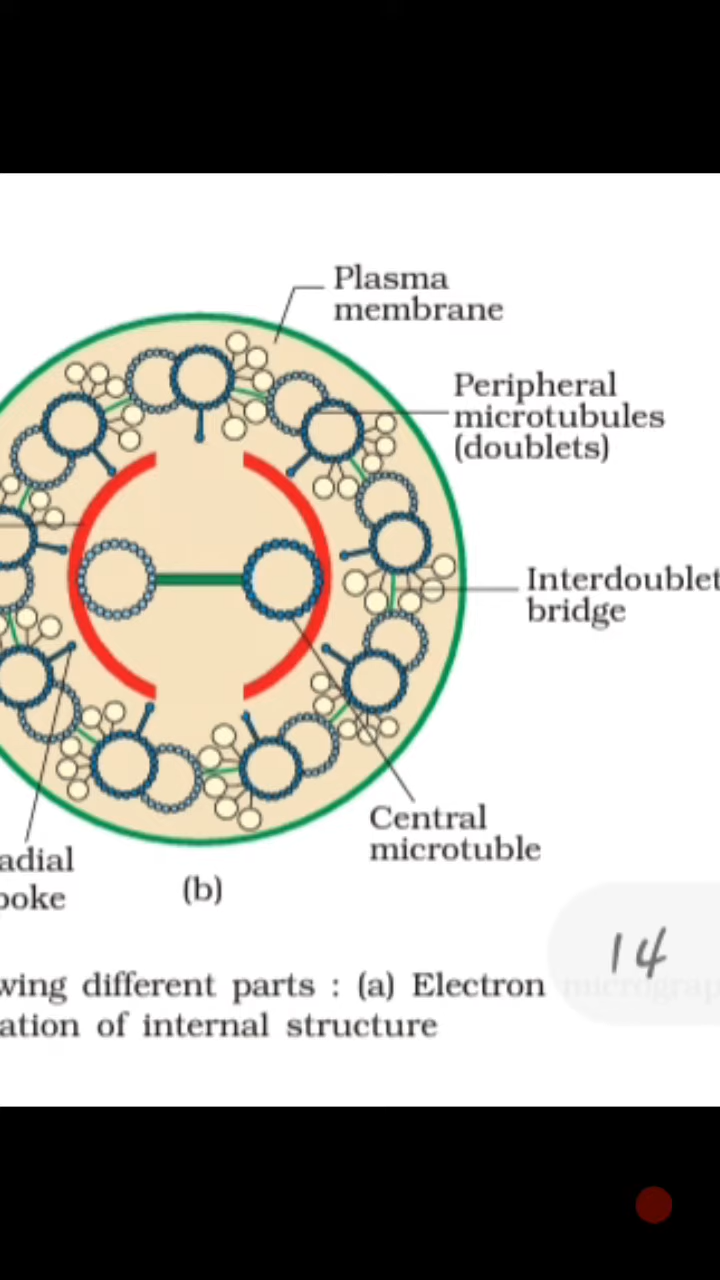 Plasma
membrane
Peripheral
microtubules
(doublets)
Interdoublet
bridge
Central
microtuble
adial
poke
(b)
14
wing different parts : (a) Electron micrograp
ation of internal structure